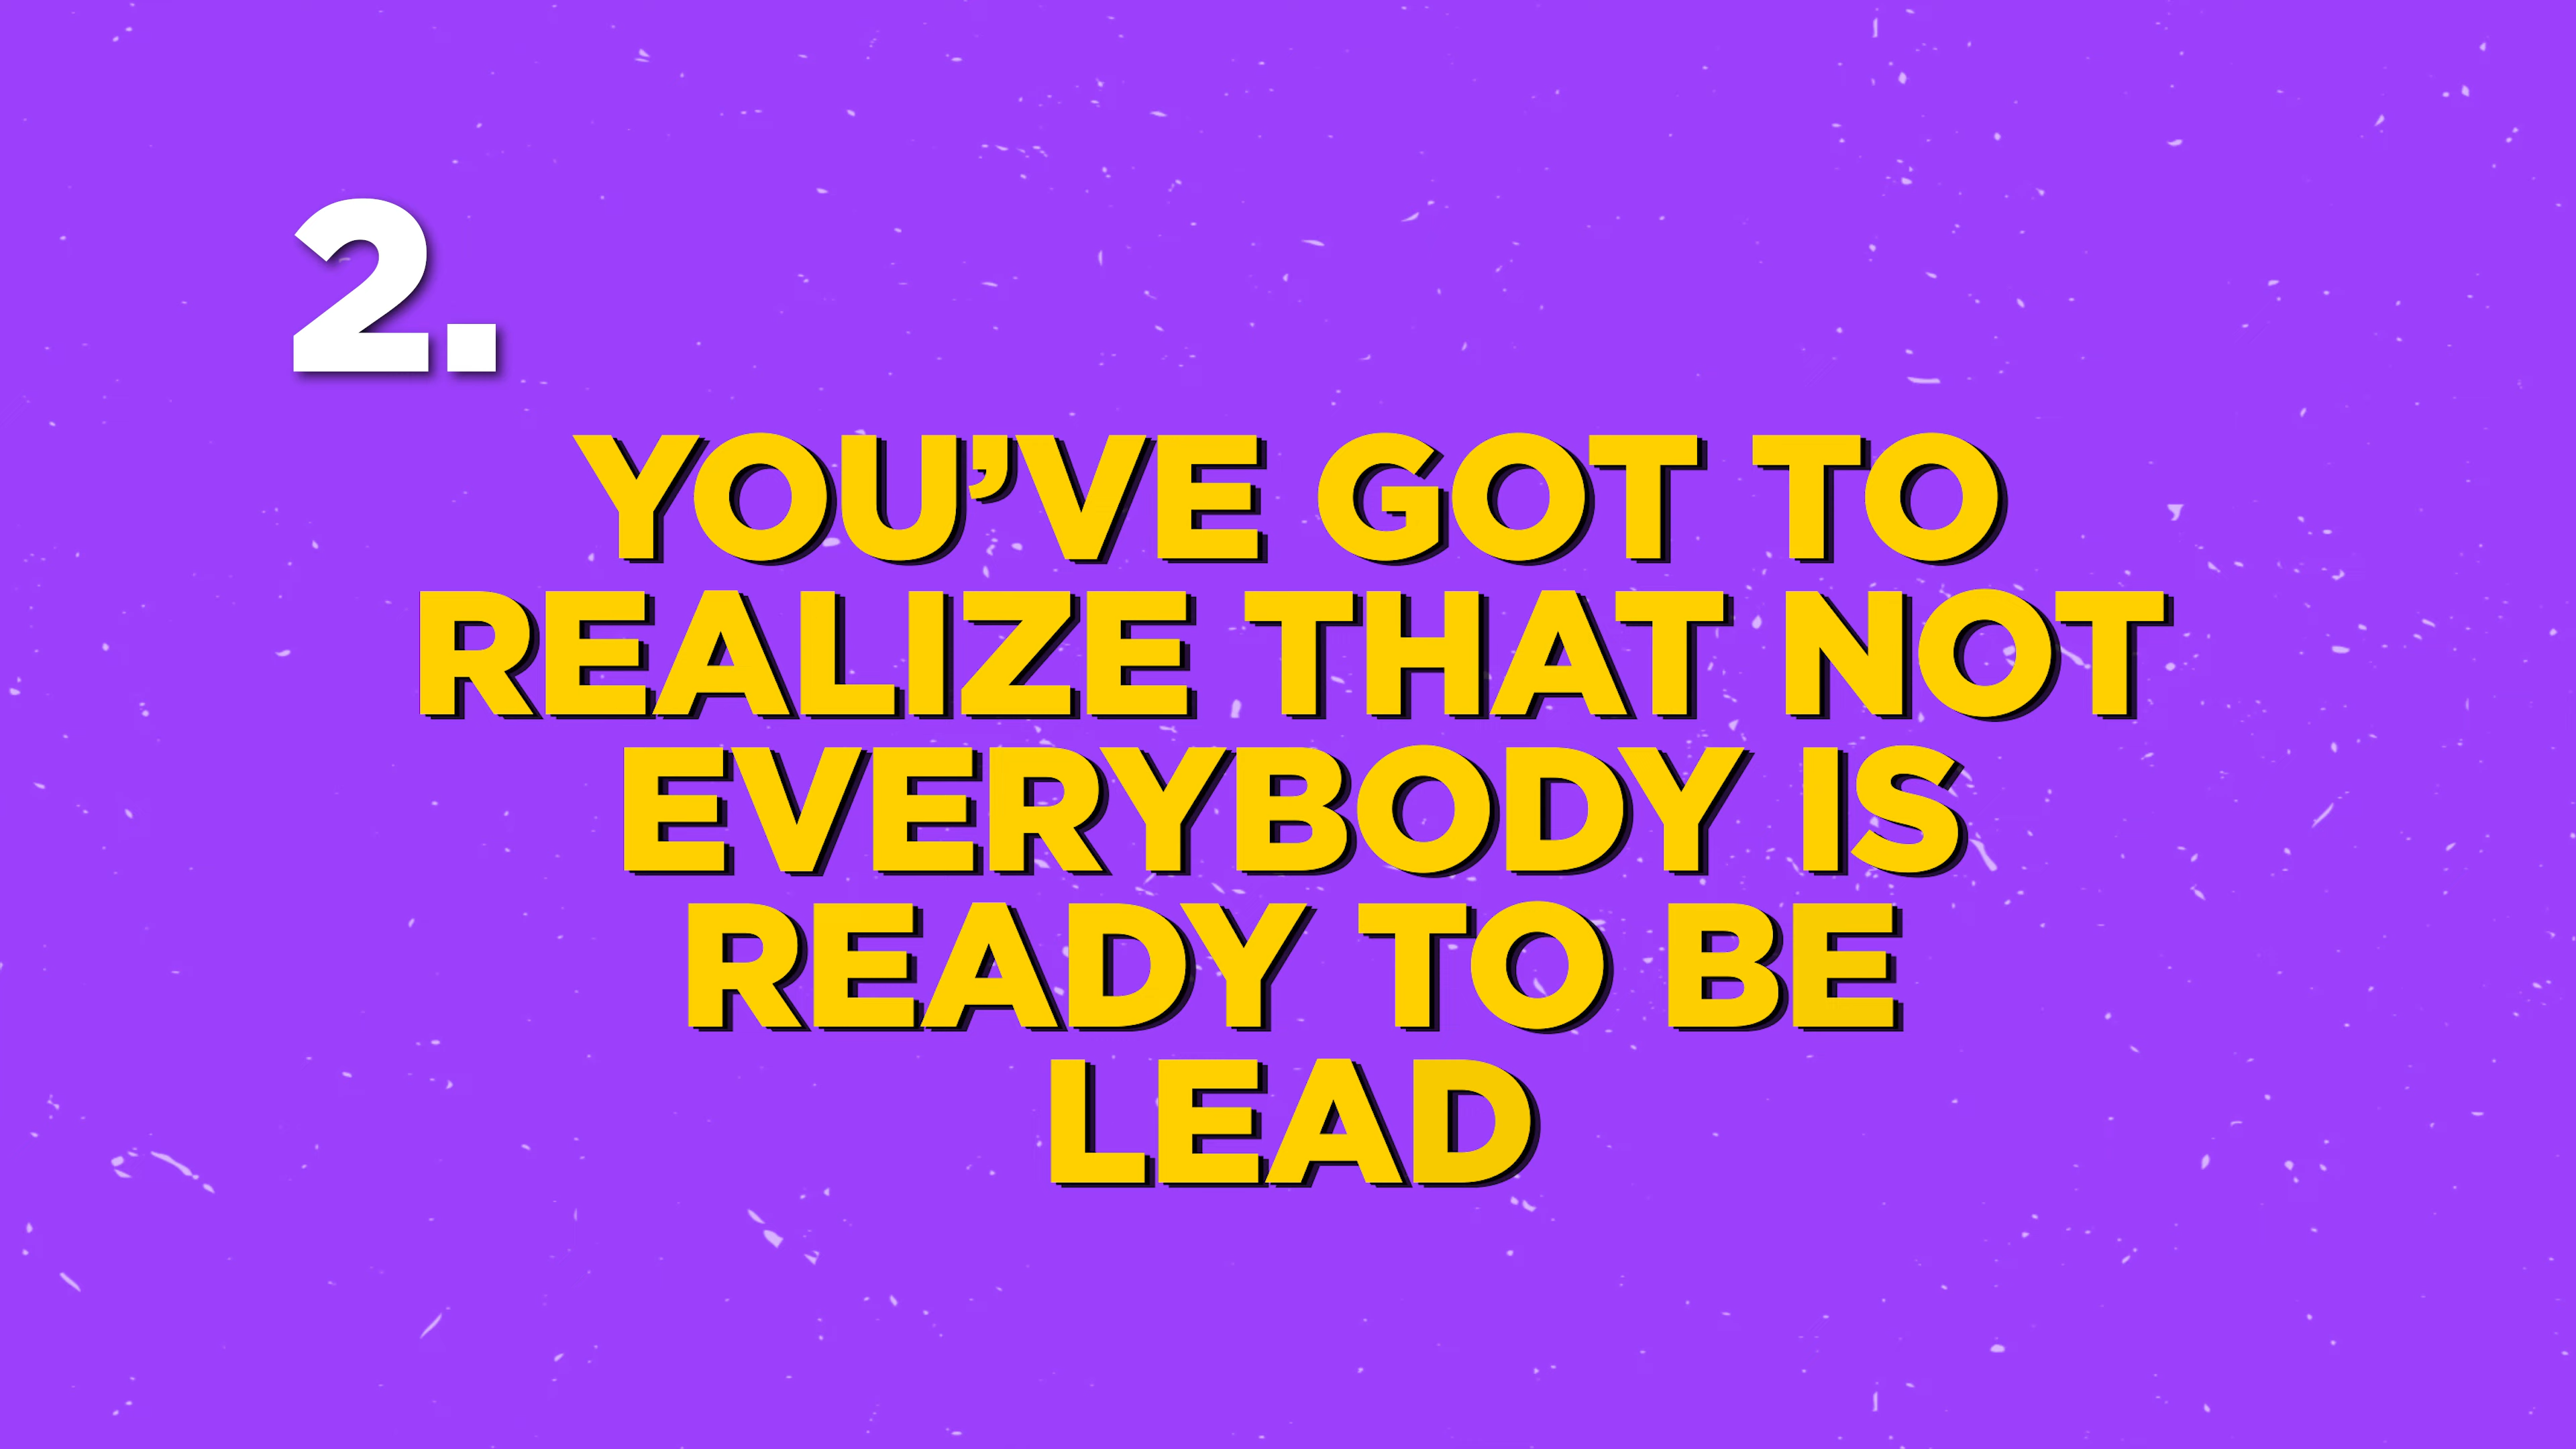 2.
YOU'VE GOT TO
REALIZE THAT NOT
EVERYBODY IS
READY TO BE
LEAD